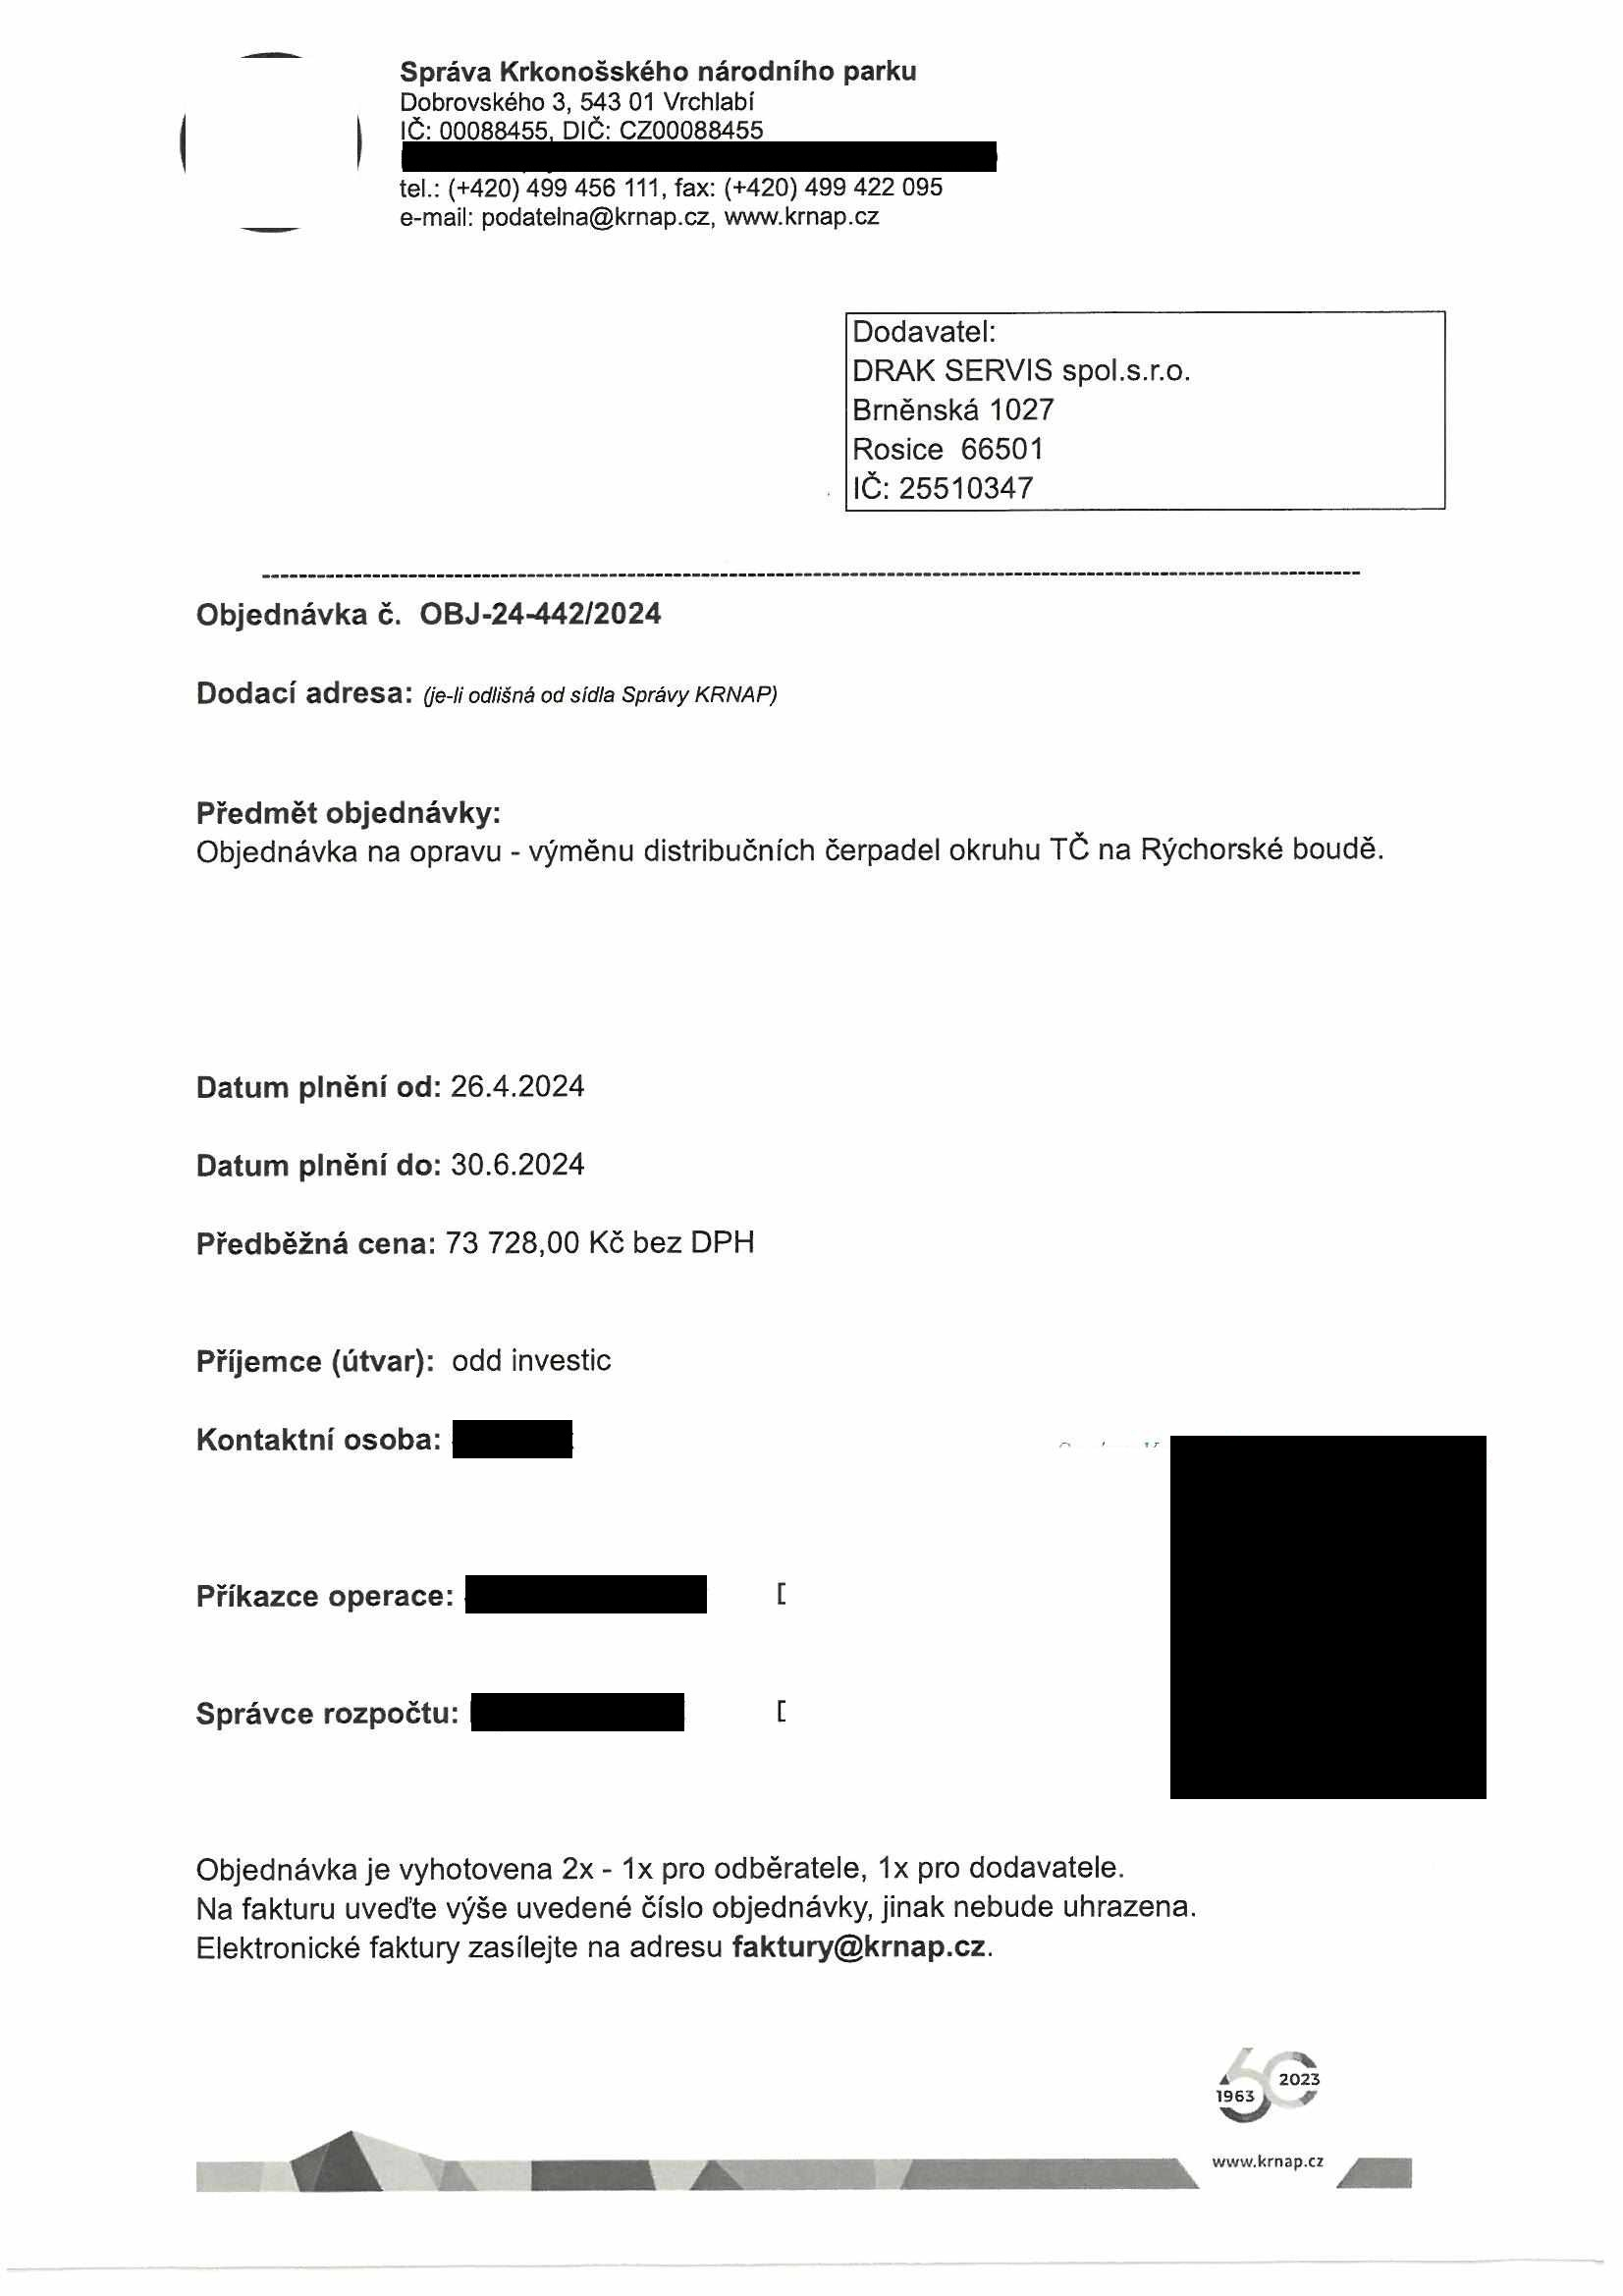 Správa Krkonošského národního parku
Dobrovského 3, 543 01 Vrchlabí
IČ: 00088455, DIČ: CZ00088455
tel.: (+420) 499 456 111, fax: (+420) 499 422 095
e-mail: podatelna@krnap.cz, www.krnap.cz
Dodavatel:
DRAK SERVIS spol.s.r.o.
Brněnská 1027
Rosice 66501
IČ: 25510347
Objednávka č. OBJ-24-442/2024
Dodací adresa: (je-li odlišná od sídla Správy KRNAP)
Předmět objednávky:
Objednávka na opravu - výměnu distribučních čerpadel okruhu TČ na Rýchorské boudě.
Datum plnění od: 26.4.2024
Datum plnění do: 30.6.2024
Předběžná cena: 73 728,00 Kč bez DPH
Příjemce (útvar): odd investic
Kontaktní osoba:
Příkazce operace:
Správce rozpočtu:
Objednávka je vyhotovena 2x - 1x pro odběratele, 1x pro dodavatele.
Na fakturu uveďte výše uvedené číslo objednávky, jinak nebude uhrazena.
Elektronické faktury zasílejte na adresu faktury@krnap.cz.
60
1963 2023
www.krnap.cz